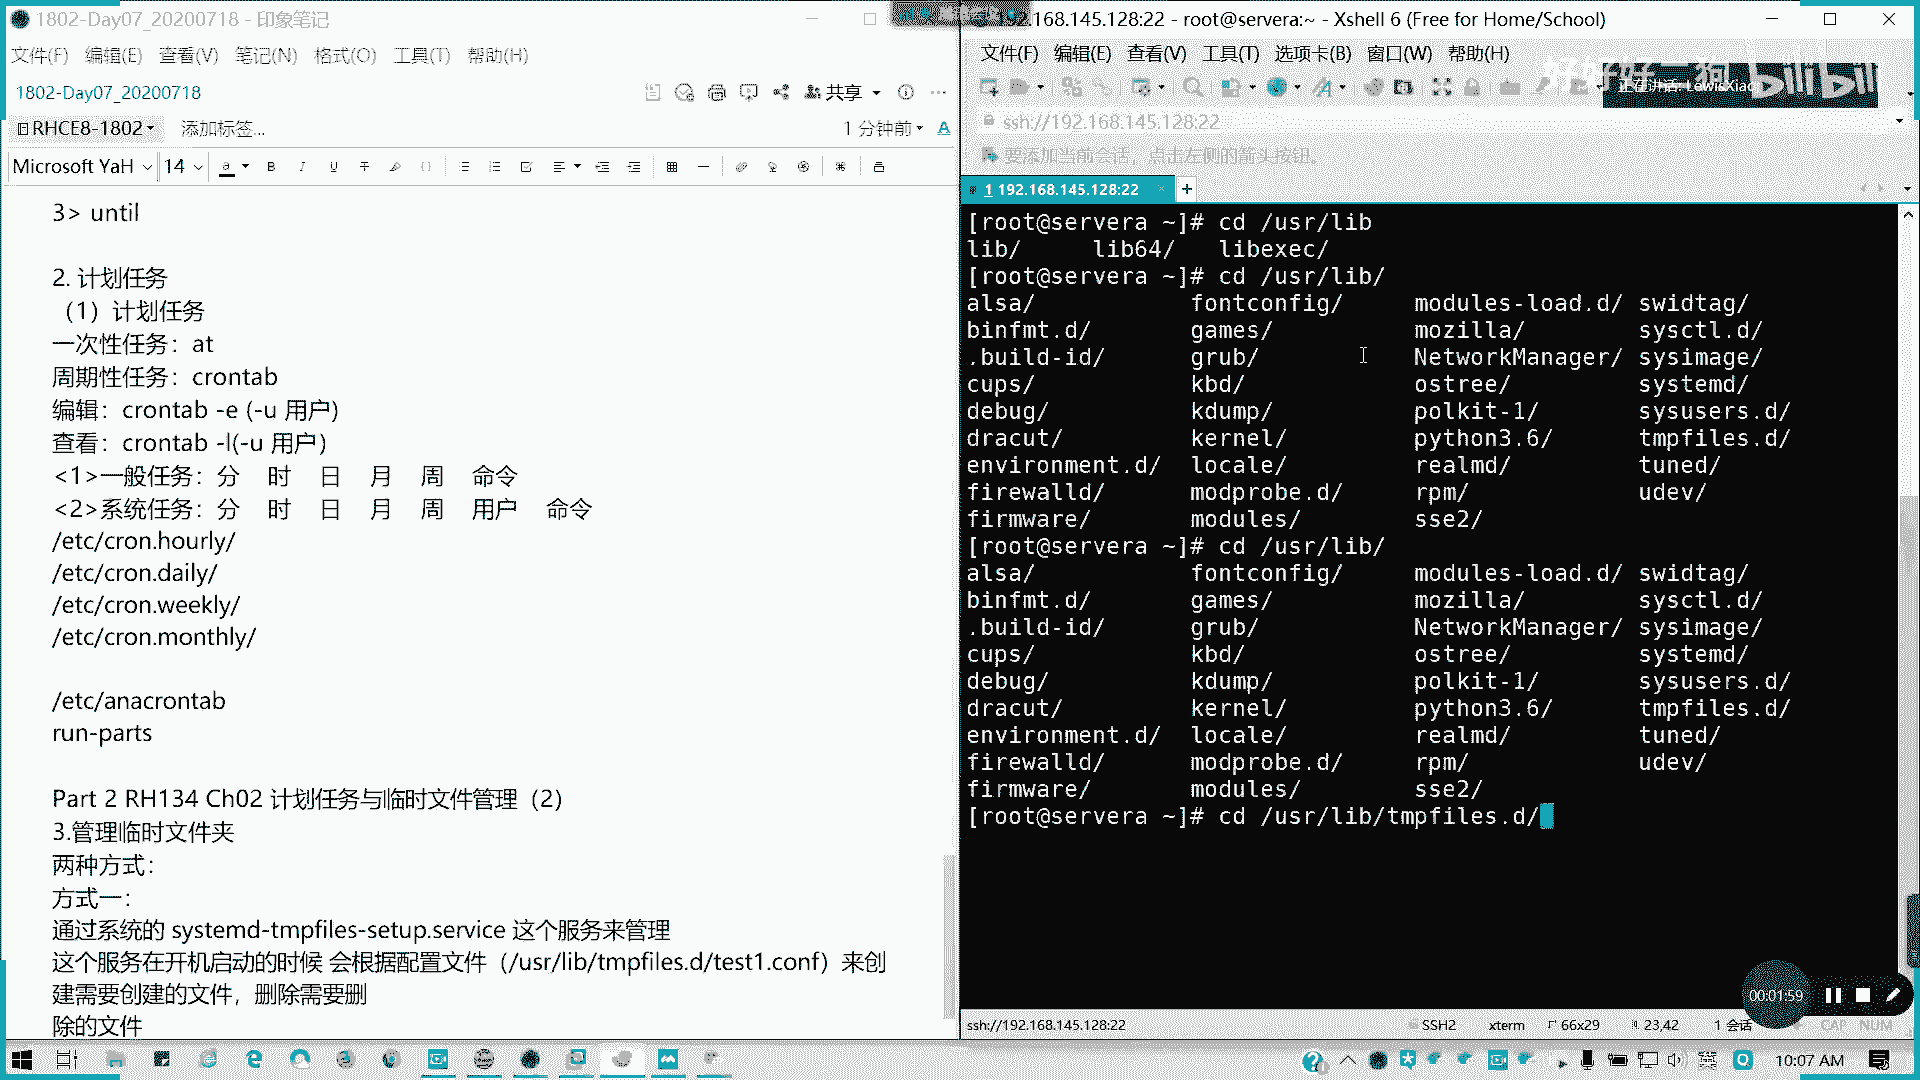 1802-Day07_20200718 - 印象笔记
文件(F) 编辑(E) 查看(V) 笔记(N) 格式(O) 工具(T) 帮助(H)
1802-Day07_20200718
共享
RHCE8-1802
添加标签...
1 分钟前
Microsoft YaH
14
3> until
2. 计划任务
（1）计划任务
一次性任务：at
周期性任务：crontab
编辑：crontab -e (-u 用户)
查看：crontab -l(-u 用户)
<1>一般任务：分 时 日 月 周 命令
<2>系统任务：分 时 日 月 周 用户 命令
/etc/cron.hourly/
/etc/cron.daily/
/etc/cron.weekly/
/etc/cron.monthly/
/etc/anacrontab
run-parts
Part 2 RH134 Ch02 计划任务与临时文件管理（2）
3.管理临时文件夹
两种方式：
方式一：
通过系统的 systemd-tmpfiles-setup.service 这个服务来管理
这个服务在开机启动的时候 会根据配置文件（/usr/lib/tmpfiles.d/test1.conf）来创
建需要创建的文件，删除需要删
除的文件
192.168.145.128:22 - root@servera:~ - Xshell 6 (Free for Home/School)
文件(F) 编辑(E) 查看(V) 工具(T) 选项卡(B) 窗口(W) 帮助(H)
bilibili
正在讲话: LewisXiao
ssh://192.168.145.128:22
要添加当前会话，点击左侧的箭头按钮。
1 192.168.145.128:22
[root@servera ~]# cd /usr/lib
lib/ lib64/ libexec/
[root@servera ~]# cd /usr/lib/
alsa/ fontconfig/ modules-load.d/ swidtag/
binfmt.d/ games/ mozilla/ sysctl.d/
.build-id/ grub/ NetworkManager/ sysimage/
cups/ kbd/ ostree/ systemd/
debug/ kdump/ polkit-1/ sysusers.d/
dracut/ kernel/ python3.6/ tmpfiles.d/
environment.d/ locale/ realmd/ tuned/
firewalld/ modprobe.d/ rpm/ udev/
firmware/ modules/ sse2/
[root@servera ~]# cd /usr/lib/
alsa/ fontconfig/ modules-load.d/ swidtag/
binfmt.d/ games/ mozilla/ sysctl.d/
.build-id/ grub/ NetworkManager/ sysimage/
cups/ kbd/ ostree/ systemd/
debug/ kdump/ polkit-1/ sysusers.d/
dracut/ kernel/ python3.6/ tmpfiles.d/
environment.d/ locale/ realmd/ tuned/
firewalld/ modprobe.d/ rpm/ udev/
firmware/ modules/ sse2/
[root@servera ~]# cd /usr/lib/tmpfiles.d/
00:01:59
ssh://192.168.145.128:22 SSH2 xterm 66x29 23,42 1 会话 CAP NUM
10:07 AM